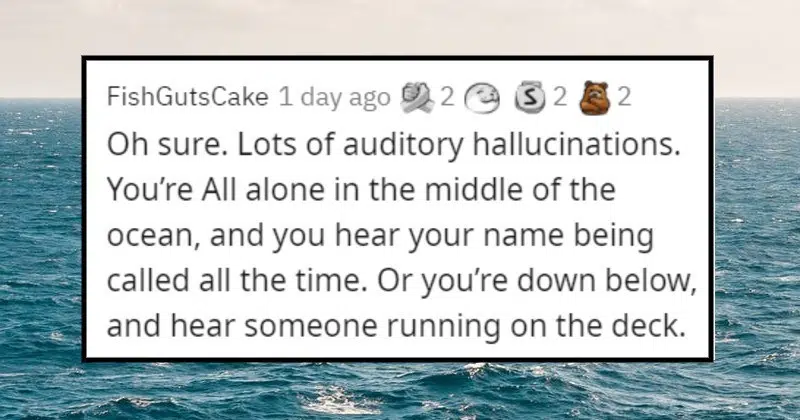 FishGutsCake 1 day ago 2 S 2 2
Oh sure. Lots of auditory hallucinations.
You're All alone in the middle of the
ocean, and you hear your name being
called all the time. Or you're down below,
and hear someone running on the deck.